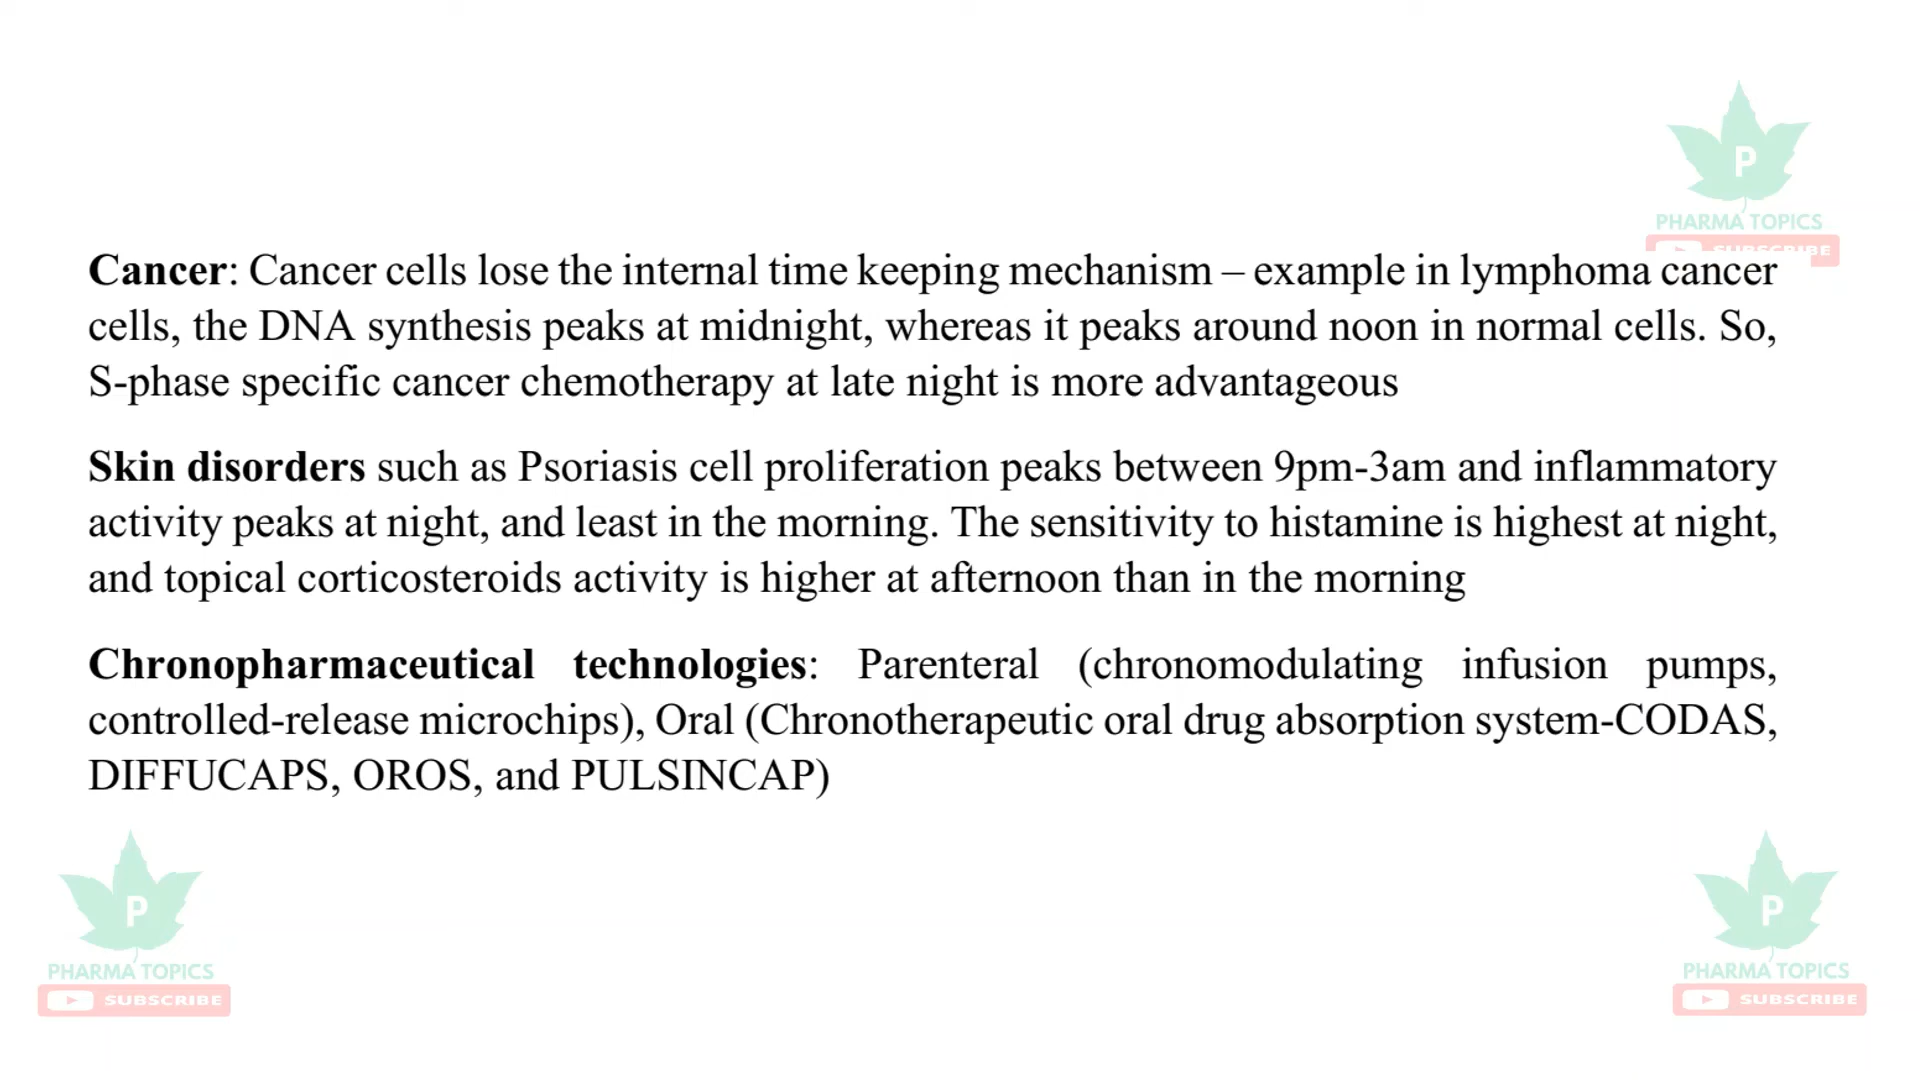 P
PHARMA TOPICS
SUBSCRIBE
Cancer: Cancer cells lose the internal time keeping mechanism – example in lymphoma cancer
cells, the DNA synthesis peaks at midnight, whereas it peaks around noon in normal cells. So,
S-phase specific cancer chemotherapy at late night is more advantageous
Skin disorders such as Psoriasis cell proliferation peaks between 9pm-3am and inflammatory
activity peaks at night, and least in the morning. The sensitivity to histamine is highest at night,
and topical corticosteroids activity is higher at afternoon than in the morning
Chronopharmaceutical technologies: Parenteral (chronomodulating infusion pumps,
controlled-release microchips), Oral (Chronotherapeutic oral drug absorption system-CODAS,
DIFFUCAPS, OROS, and PULSINCAP)
P
PHARMA TOPICS
SUBSCRIBE
P
PHARMA TOPICS
SUBSCRIBE